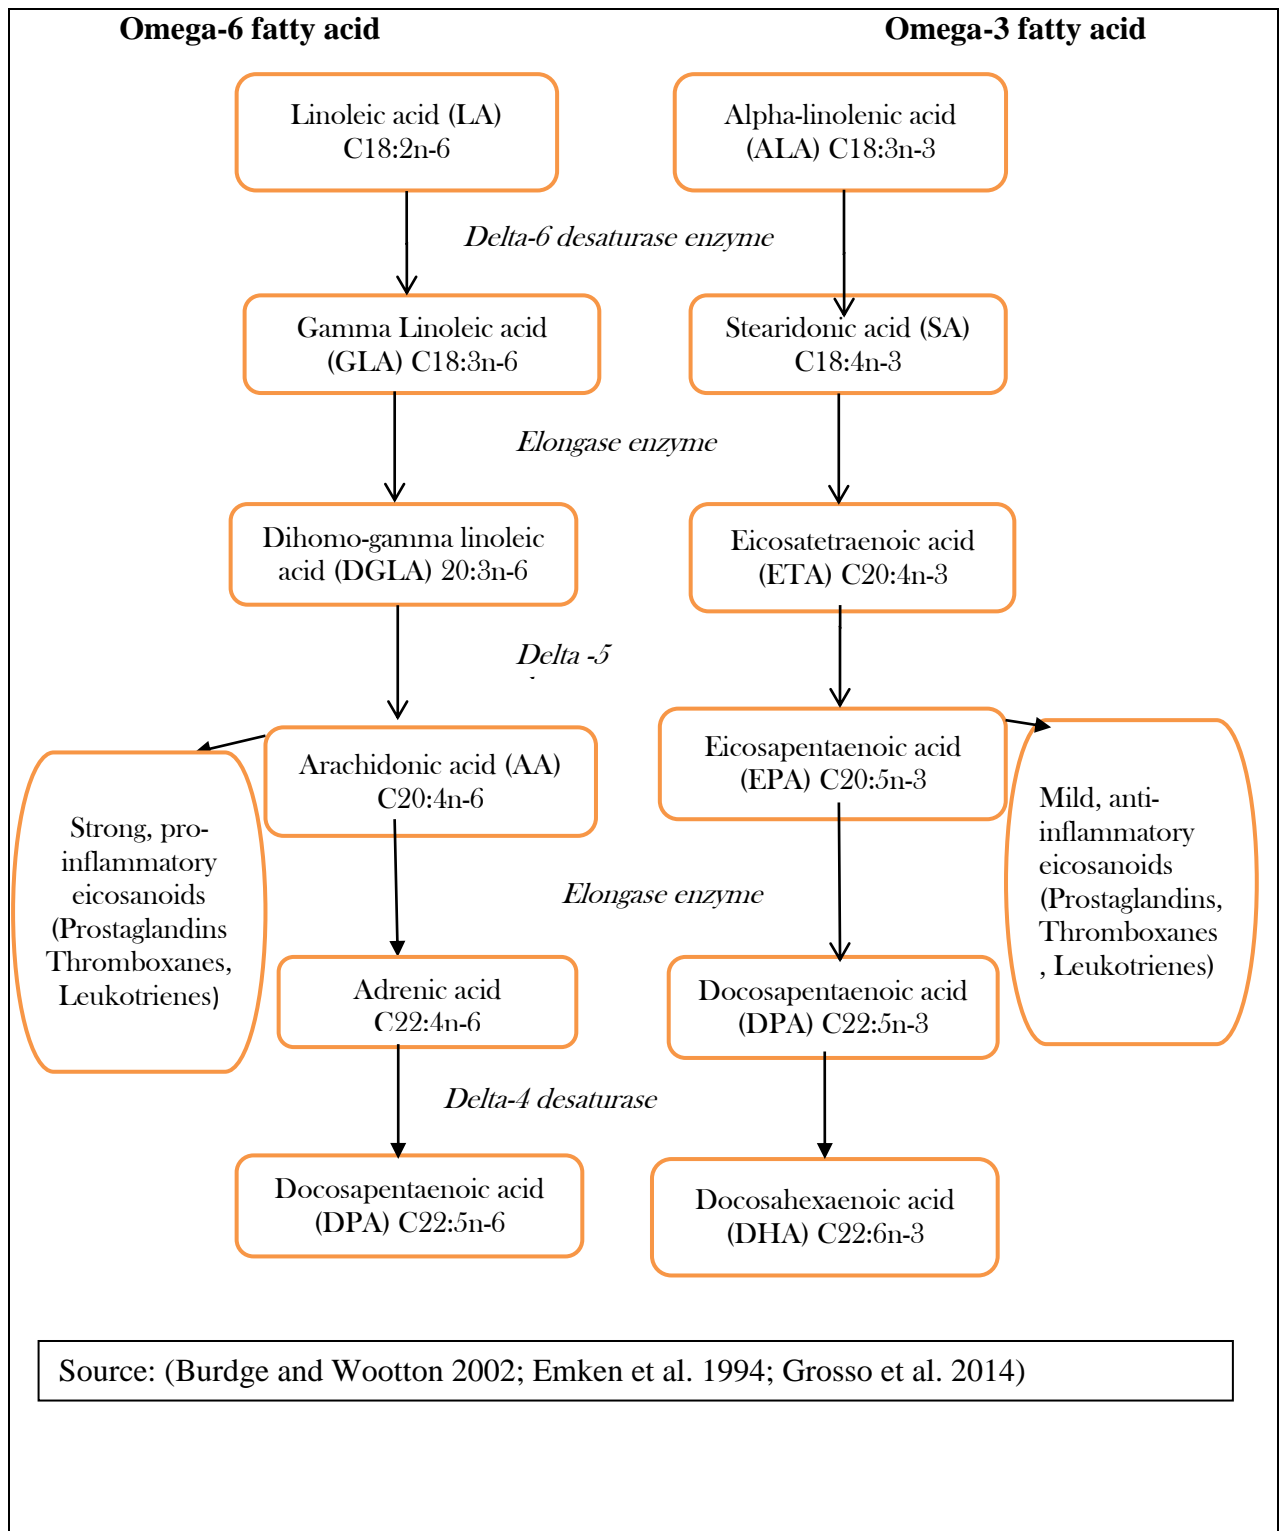 Omega-6 fatty acid
Omega-3 fatty acid
Linoleic acid (LA)
C18:2n-6
Alpha-linolenic acid
(ALA) C18:3n-3
Delta-6 desaturase enzyme
Gamma Linoleic acid
(GLA) C18:3n-6
Stearidonic acid (SA)
C18:4n-3
Elongase enzyme
Dihomo-gamma linoleic
acid (DGLA) 20:3n-6
Eicosatetraenoic acid
(ETA) C20:4n-3
Delta -5
Arachidonic acid (AA)
C20:4n-6
Eicosapentaenoic acid
(EPA) C20:5n-3
Strong, pro-
inflammatory
eicosanoids
(Prostaglandins
Thromboxanes,
Leukotrienes)
Mild, anti-
inflammatory
eicosanoids
(Prostaglandins,
Thromboxanes
, Leukotrienes)
Elongase enzyme
Adrenic acid
C22:4n-6
Docosapentaenoic acid
(DPA) C22:5n-3
Delta-4 desaturase
Docosapentaenoic acid
(DPA) C22:5n-6
Docosahexaenoic acid
(DHA) C22:6n-3
Source: (Burdge and Wootton 2002; Emken et al. 1994; Grosso et al. 2014)